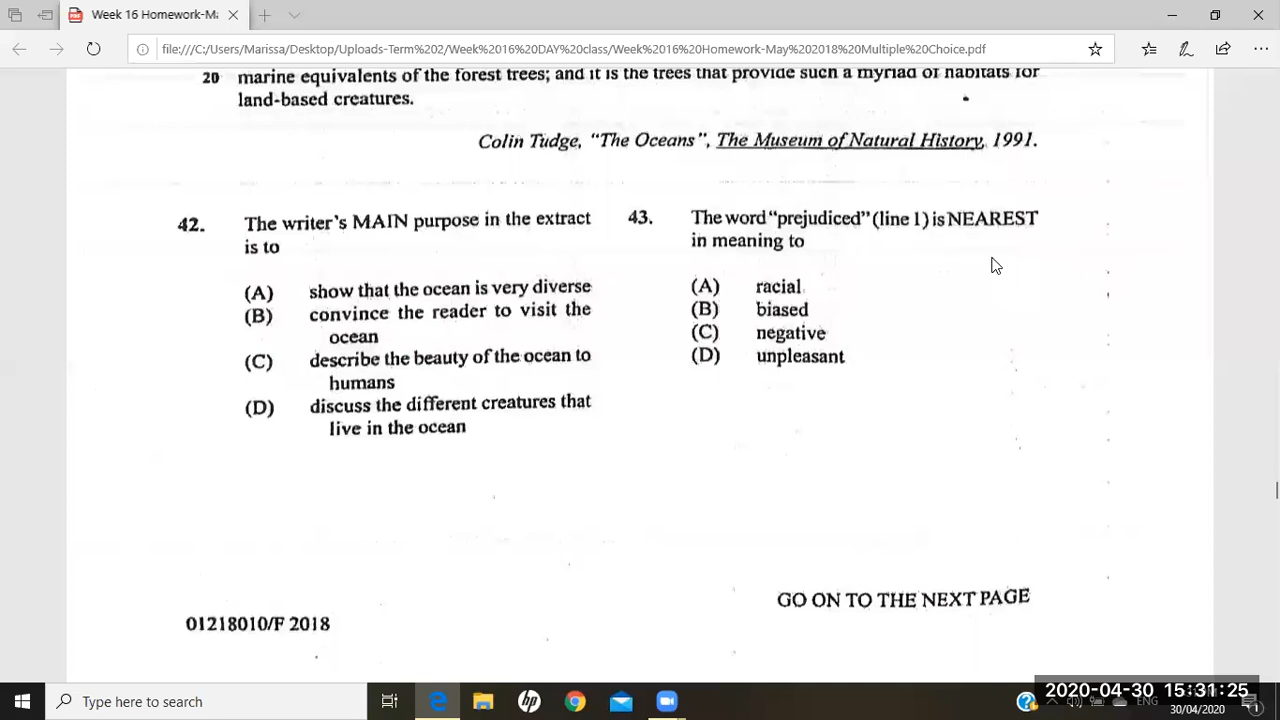 Week 16 Homework-Ma
file:///C:/Users/Marissa/Desktop/Uploads-Term%202/Week%2016%20DAY%20class/Week%2016%20Homework-May%202018%20Multiple%20Choice.pdf
20 marine equivalents of the forest trees; and it is the trees that provide such a myriad of habitats for
land-based creatures.
Colin Tudge, "The Oceans", The Museum of Natural History, 1991.
42. The writer's MAIN purpose in the extract
is to
(A) show that the ocean is very diverse
(B) convince the reader to visit the
ocean
(C) describe the beauty of the ocean to
humans
(D) discuss the different creatures that
live in the ocean
43. The word "prejudiced" (line 1) is NEAREST
in meaning to
(A) racial
(B) biased
(C) negative
(D) unpleasant
GO ON TO THE NEXT PAGE
01218010/F 2018
Type here to search
ENG
2020-04-30 15:31:25
30/04/2020